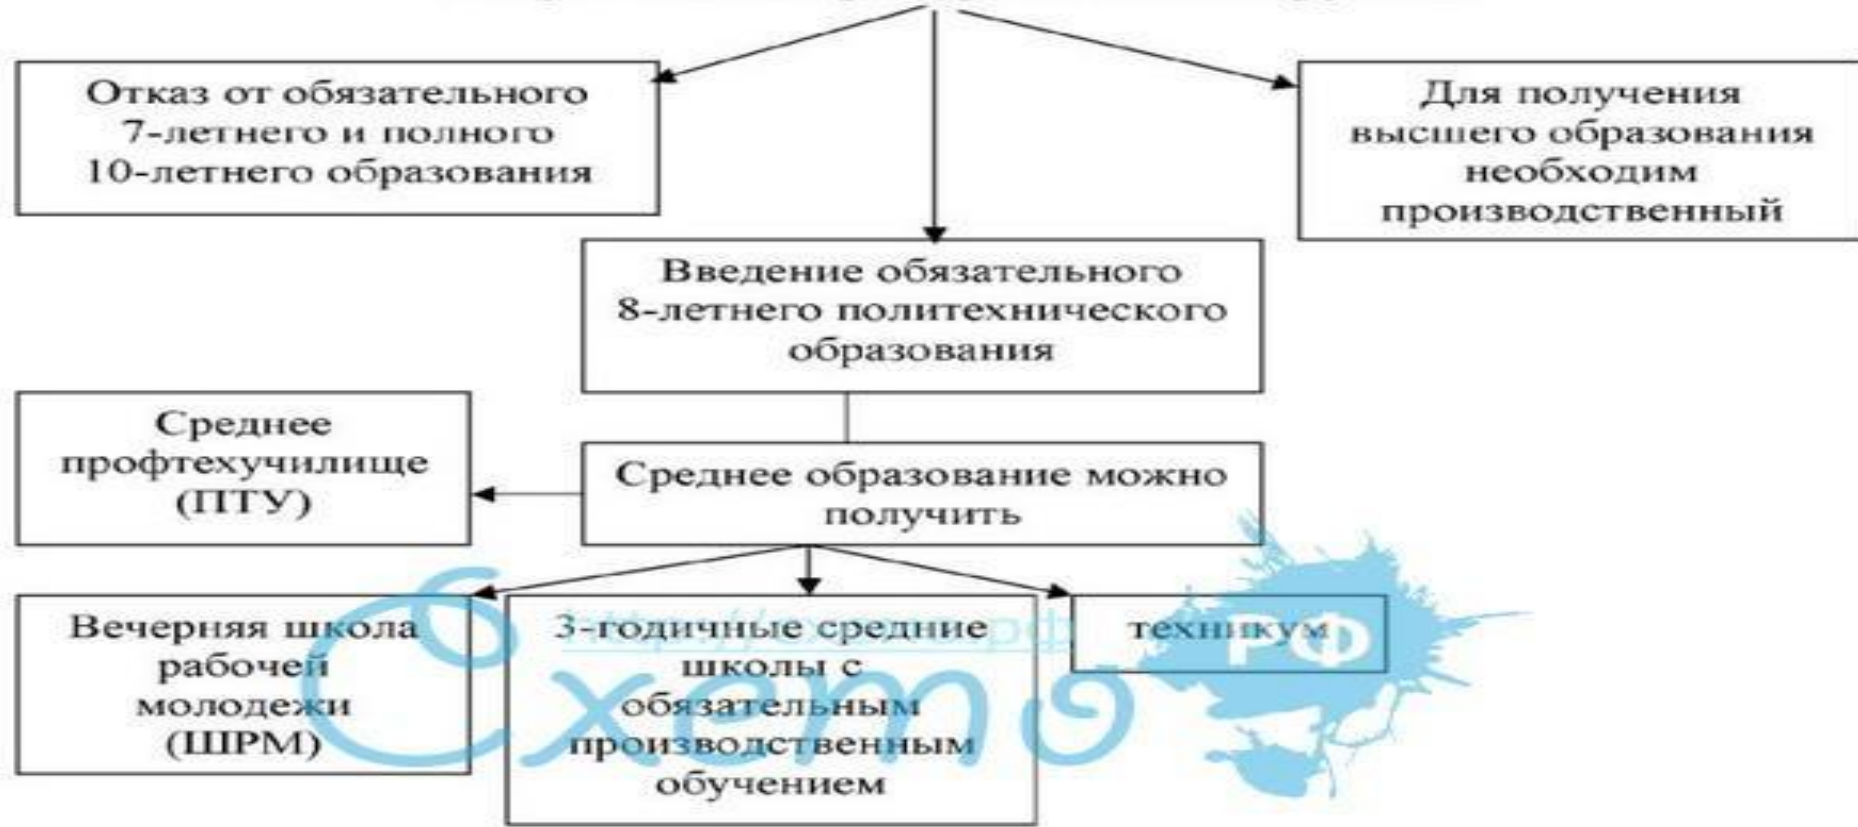 Отказ от обязательного
7-летнего и полного
10-летнего образования
Для получения
высшего образования
необходим
производственный
Введение обязательного
8-летнего политехнического
образования
Среднее
профтехучилище
(ПТУ)
Среднее образование можно
получить
Вечерняя школа
рабочей
молодежи
(ШРМ)
3-годичные средние
школы с
обязательным
производственным
обучением
техникум
Схемо
РФ